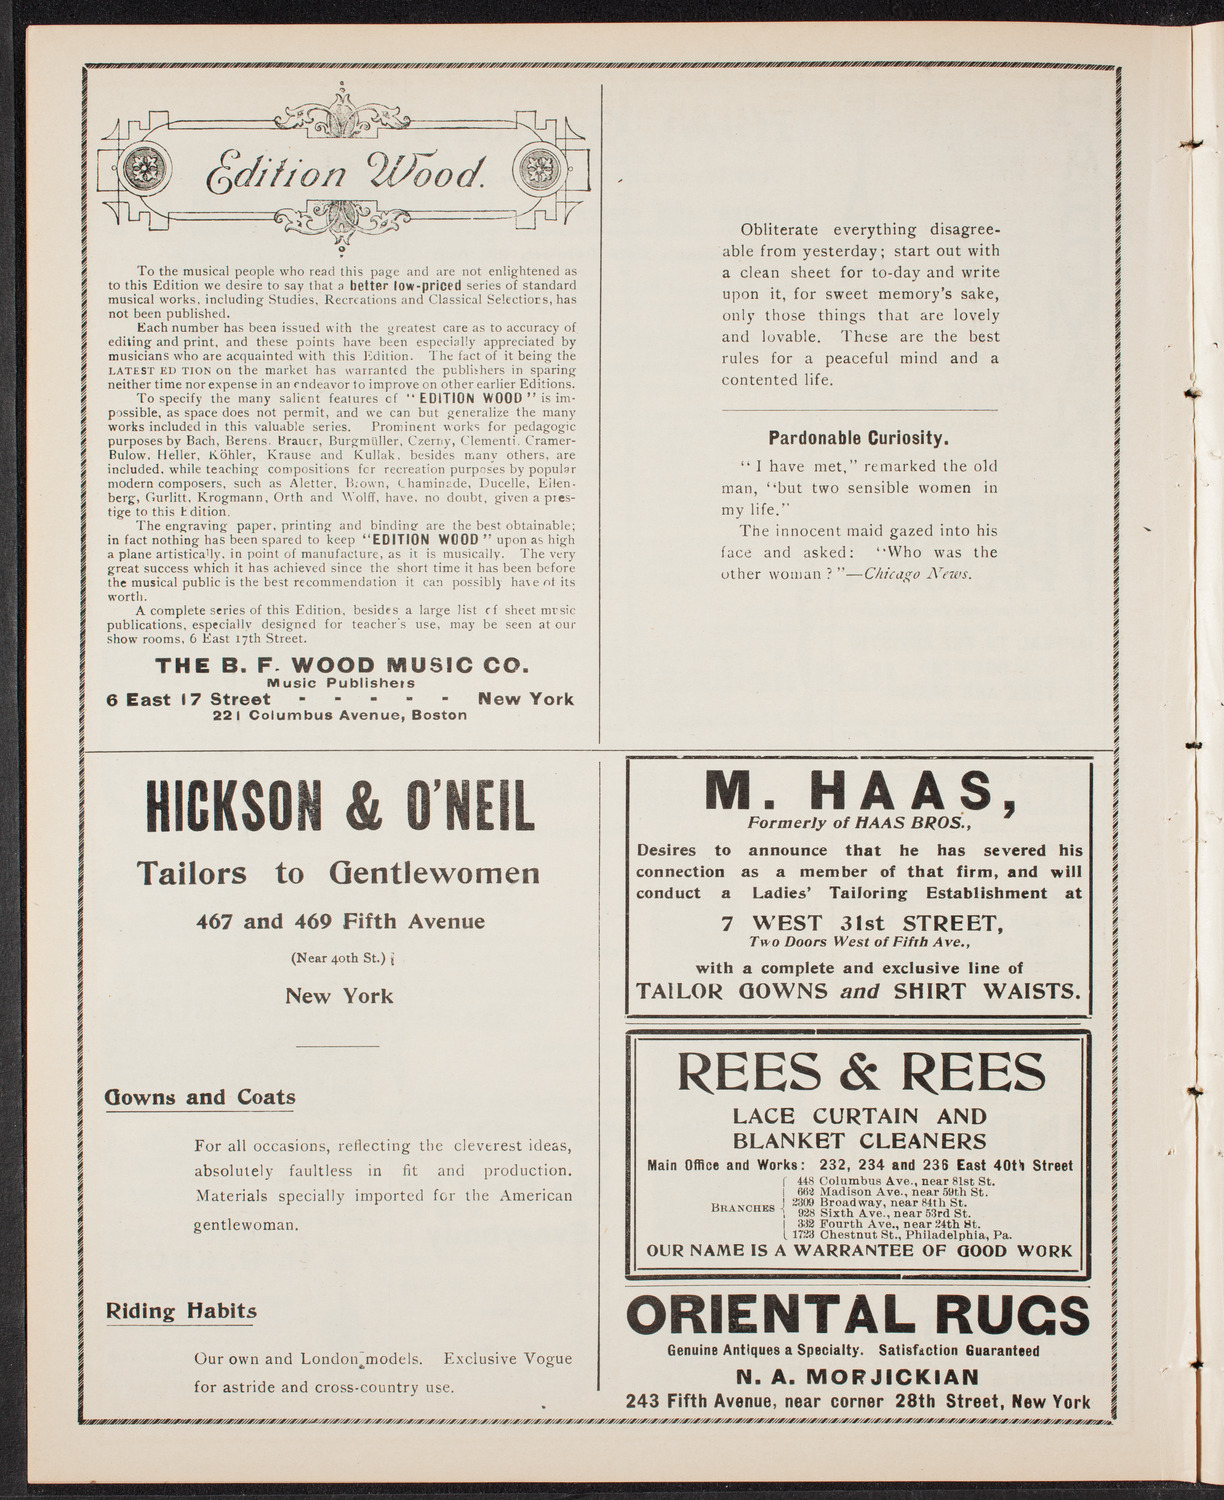 Edition Wood.
To the musical people who read this page and are not enlightened as
to this Edition we desire to say that a better low-priced series of standard
musical works, including Studies, Recreations and Classical Selections, has
not been published.
Each number has been issued with the greatest care as to accuracy of
editing and print, and these points have been especially appreciated by
musicians who are acquainted with this Edition. The fact of it being the
LATEST ED TION on the market has warranted the publishers in sparing
neither time nor expense in an endeavor to improve on other earlier Editions.
To specify the many salient features of "EDITION WOOD" is im-
possible, as space does not permit, and we can but generalize the many
works included in this valuable series. Prominent works for pedagogic
purposes by Bach, Berens, Brauer, Burgmüller, Czerny, Clementi, Cramer-
Bulow, Heller, Köhler, Krause and Kullak, besides many others, are
included, while teaching compositions for recreation purposes by popular
modern composers, such as Aletter, Brown, Chaminade, Ducelle, Eilen-
berg, Gurlitt, Krogmann, Orth and Wolff, have, no doubt, given a pres-
tige to this Edition.
The engraving paper, printing and binding are the best obtainable;
in fact nothing has been spared to keep "EDITION WOOD" upon as high
a plane artistically, in point of manufacture, as it is musically. The very
great success which it has achieved since the short time it has been before
the musical public is the best recommendation it can possibly have of its
worth.
A complete series of this Edition, besides a large list of sheet music
publications, especially designed for teacher's use, may be seen at our
show rooms, 6 East 17th Street.
THE B. F. WOOD MUSIC CO.
Music Publishers
6 East 17 Street - - - - - New York
221 Columbus Avenue, Boston
Obliterate everything disagree-
able from yesterday; start out with
a clean sheet for to-day and write
upon it, for sweet memory's sake,
only those things that are lovely
and lovable. These are the best
rules for a peaceful mind and a
contented life.
Pardonable Curiosity.
"I have met," remarked the old
man, "but two sensible women in
my life."
The innocent maid gazed into his
face and asked: "Who was the
other woman?"—Chicago News.
HICKSON & O'NEIL
Tailors to Gentlewomen
467 and 469 Fifth Avenue
(Near 40th St.)
New York
Gowns and Coats
For all occasions, reflecting the cleverest ideas,
absolutely faultless in fit and production.
Materials specially imported for the American
gentlewoman.
Riding Habits
Our own and London models. Exclusive Vogue
for astride and cross-country use.
M. HAAS,
Formerly of HAAS BROS.,
Desires to announce that he has severed his
connection as a member of that firm, and will
conduct a Ladies' Tailoring Establishment at
7 WEST 31st STREET,
Two Doors West of Fifth Ave.,
with a complete and exclusive line of
TAILOR GOWNS and SHIRT WAISTS.
REES & REES
LACE CURTAIN AND
BLANKET CLEANERS
Main Office and Works: 232, 234 and 236 East 40th Street
BRANCHES
448 Columbus Ave., near 81st St.
662 Madison Ave., near 59th St.
2309 Broadway, near 84th St.
928 Sixth Ave., near 53rd St.
332 Fourth Ave., near 24th St.
1723 Chestnut St., Philadelphia, Pa.
OUR NAME IS A WARRANTEE OF GOOD WORK
ORIENTAL RUGS
Genuine Antiques a Specialty. Satisfaction Guaranteed
N. A. MORJICKIAN
243 Fifth Avenue, near corner 28th Street, New York